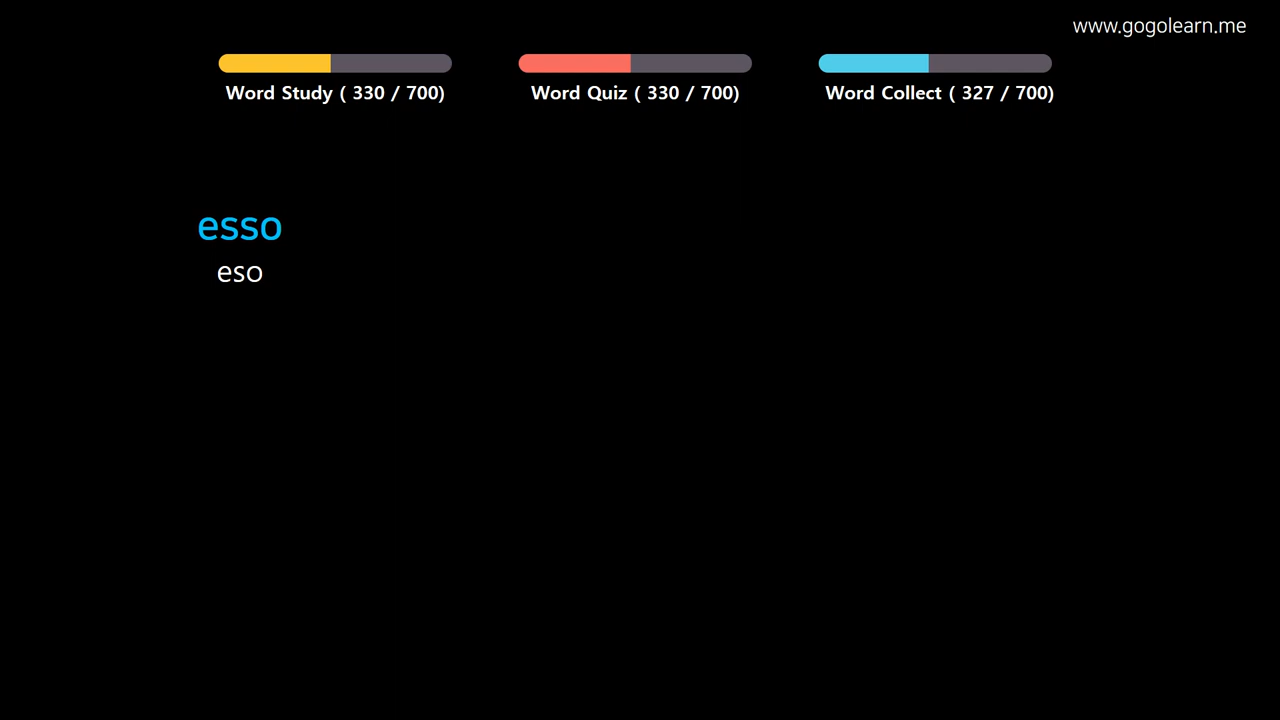 www.gogolearn.me
Word Study ( 330 / 700)
Word Quiz ( 330 / 700)
Word Collect ( 327 / 700)
esso
eso